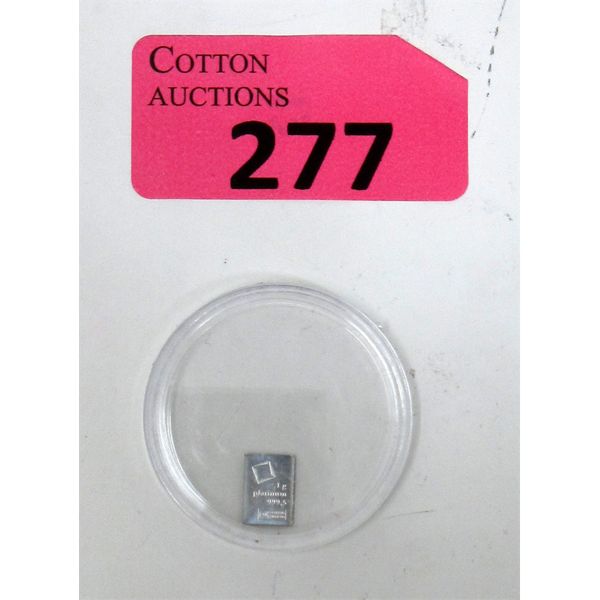 COTTON
AUCTIONS
277
1 g
platinum
999,5